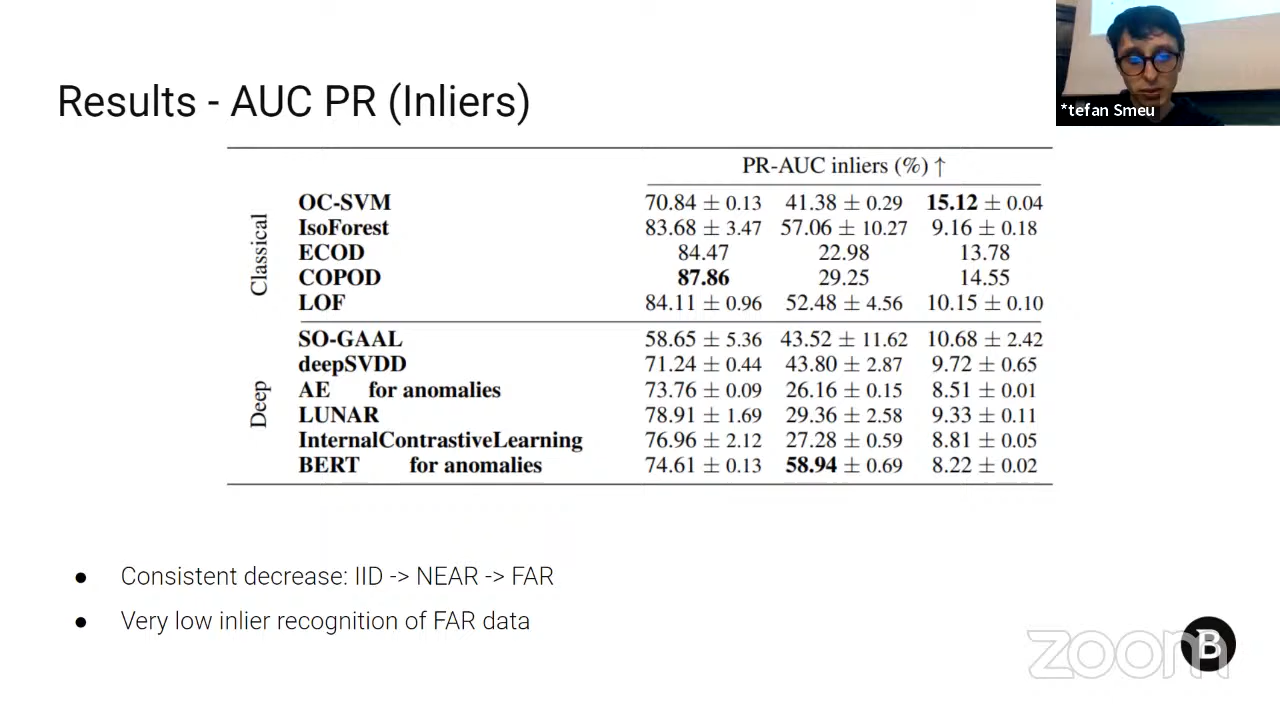 Results - AUC PR (Inliers)
*tefan Smeu
PR-AUC inliers (%) ↑
Classical
OC-SVM 70.84 ± 0.13 41.38 ± 0.29 15.12 ± 0.04
IsoForest 83.68 ± 3.47 57.06 ± 10.27 9.16 ± 0.18
ECOD 84.47 22.98 13.78
COPOD 87.86 29.25 14.55
LOF 84.11 ± 0.96 52.48 ± 4.56 10.15 ± 0.10
Deep
SO-GAAL 58.65 ± 5.36 43.52 ± 11.62 10.68 ± 2.42
deepSVDD 71.24 ± 0.44 43.80 ± 2.87 9.72 ± 0.65
AE for anomalies 73.76 ± 0.09 26.16 ± 0.15 8.51 ± 0.01
LUNAR 78.91 ± 1.69 29.36 ± 2.58 9.33 ± 0.11
InternalContrastiveLearning 76.96 ± 2.12 27.28 ± 0.59 8.81 ± 0.05
BERT for anomalies 74.61 ± 0.13 58.94 ± 0.69 8.22 ± 0.02
● Consistent decrease: IID -> NEAR -> FAR
● Very low inlier recognition of FAR data
zoom
B